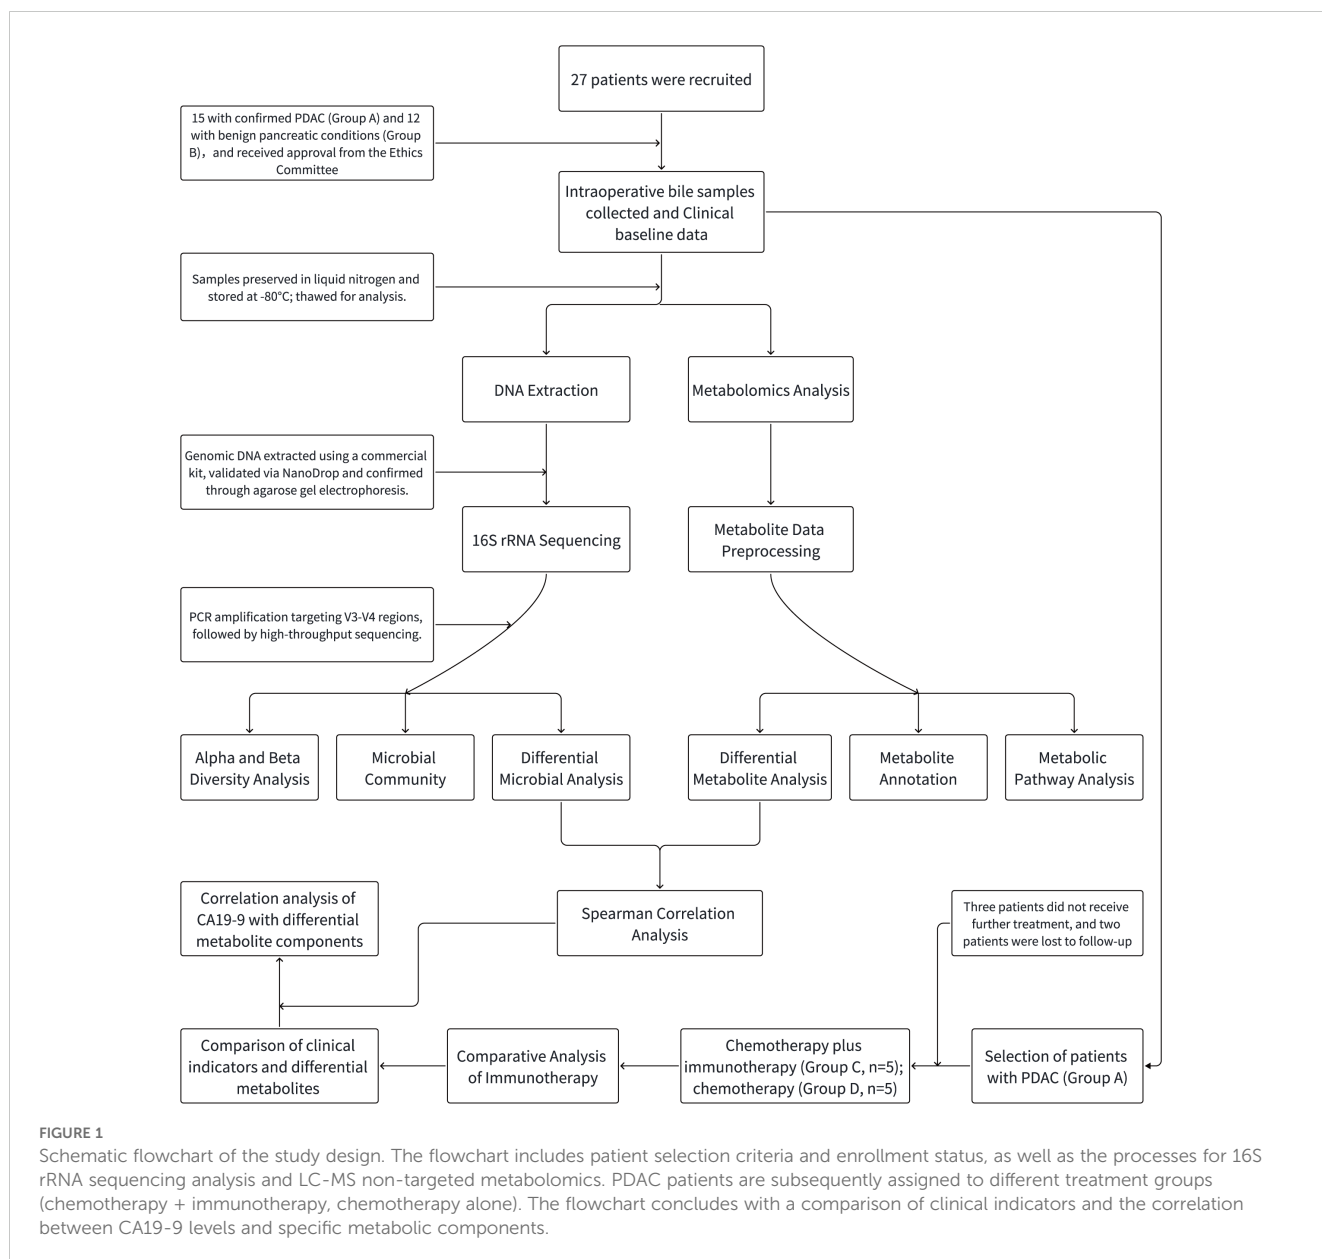 27 patients were recruited
15 with confirmed PDAC (Group A) and 12
with benign pancreatic conditions (Group
B)， and received approval from the Ethics
Committee
Intraoperative bile samples
collected and Clinical
baseline data
Samples preserved in liquid nitrogen and
stored at -80°C; thawed for analysis.
DNA Extraction
Metabolomics Analysis
Genomic DNA extracted using a commercial
kit, validated via NanoDrop and confirmed
through agarose gel electrophoresis.
16S rRNA Sequencing
Metabolite Data
Preprocessing
PCR amplification targeting V3-V4 regions,
followed by high-throughput sequencing.
Alpha and Beta
Diversity Analysis
Microbial
Community
Differential
Microbial Analysis
Differential
Metabolite Analysis
Metabolite
Annotation
Metabolic
Pathway Analysis
Correlation analysis of
CA19-9 with differential
metabolite components
Spearman Correlation
Analysis
Three patients did not receive
further treatment, and two
patients were lost to follow-up
Comparison of clinical
indicators and differential
metabolites
Comparative Analysis
of Immunotherapy
Chemotherapy plus
immunotherapy (Group C, n=5);
chemotherapy (Group D, n=5)
Selection of patients
with PDAC (Group A)
FIGURE 1
Schematic flowchart of the study design. The flowchart includes patient selection criteria and enrollment status, as well as the processes for 16S
rRNA sequencing analysis and LC-MS non-targeted metabolomics. PDAC patients are subsequently assigned to different treatment groups
(chemotherapy + immunotherapy, chemotherapy alone). The flowchart concludes with a comparison of clinical indicators and the correlation
between CA19-9 levels and specific metabolic components.